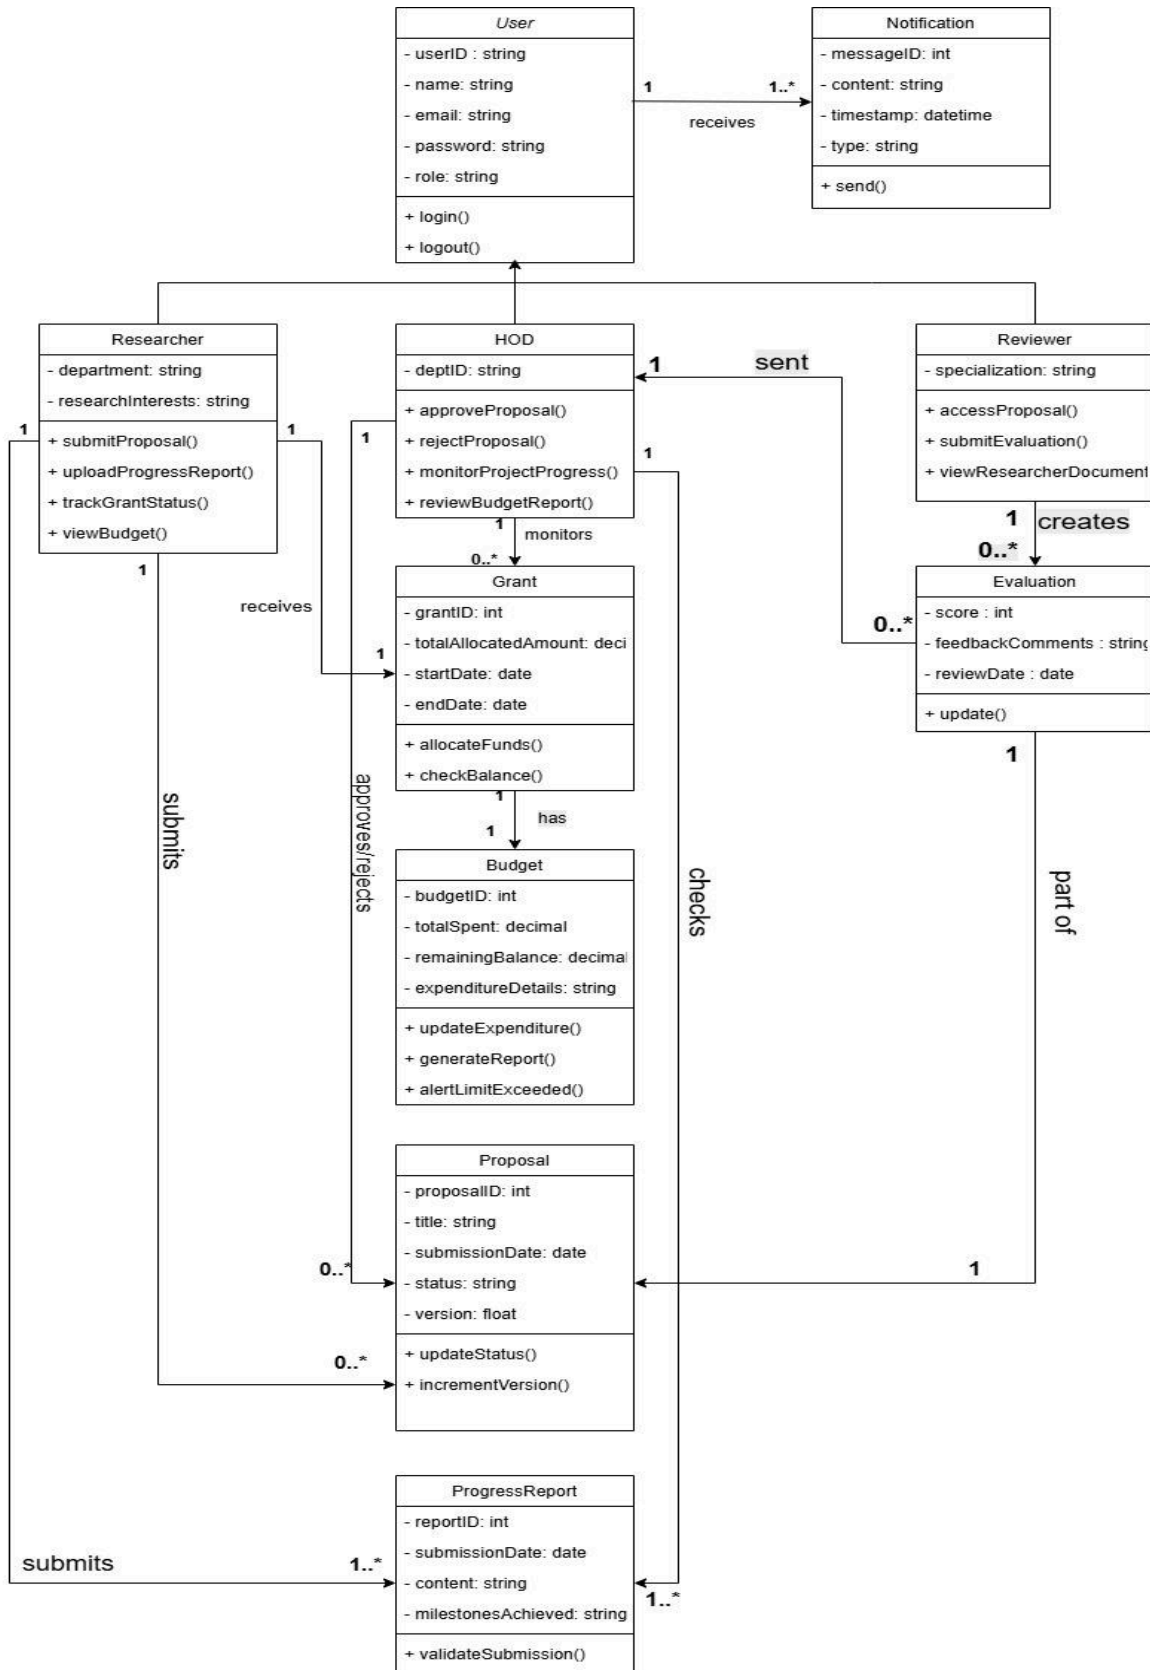 User
- userID : string
- name: string
- email: string
- password: string
- role: string
+ login()
+ logout()
1
1..*
receives
Notification
- messageID: int
- content: string
- timestamp: datetime
- type: string
+ send()
Researcher
- department: string
- researchInterests: string
+ submitProposal()
+ uploadProgressReport()
+ trackGrantStatus()
+ viewBudget()
1
1
1
HOD
- deptID: string
+ approveProposal()
+ rejectProposal()
+ monitorProjectProgress()
+ reviewBudgetReport()
1
1
1
sent
1
Reviewer
- specialization: string
+ accessProposal()
+ submitEvaluation()
+ viewResearcherDocument
1
creates
0..*
1
monitors
0..*
receives
1
Grant
- grantID: int
- totalAllocatedAmount: deci
- startDate: date
- endDate: date
+ allocateFunds()
+ checkBalance()
0..*
Evaluation
- score : int
- feedbackComments : string
- reviewDate : date
+ update()
1
1
has
1
submits
approves/rejects
checks
part of
Budget
- budgetID: int
- totalSpent: decimal
- remainingBalance: decimal
- expenditureDetails: string
+ updateExpenditure()
+ generateReport()
+ alertLimitExceeded()
Proposal
- proposalID: int
- title: string
- submissionDate: date
- status: string
- version: float
+ updateStatus()
+ incrementVersion()
0..*
1
0..*
ProgressReport
- reportID: int
- submissionDate: date
- content: string
- milestonesAchieved: string
+ validateSubmission()
submits
1..*
1..*